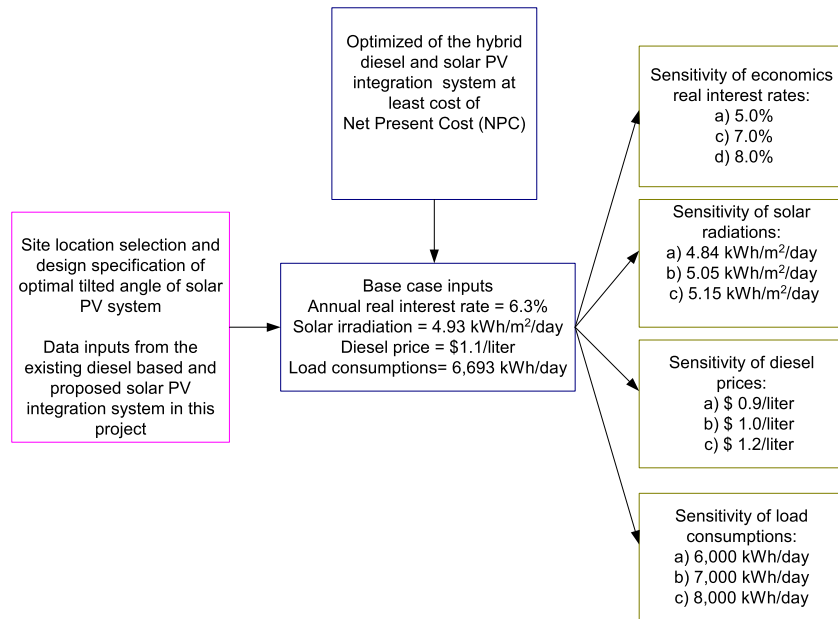 Optimized of the hybrid
diesel and solar PV
integration system at
least cost of
Net Present Cost (NPC)
Site location selection and
design specification of
optimal tilted angle of solar
PV system
Data inputs from the
existing diesel based and
proposed solar PV
integration system in this
project
Base case inputs
Annual real interest rate = 6.3%
Solar irradiation = 4.93 kWh/m²/day
Diesel price = $1.1/liter
Load consumptions= 6,693 kWh/day
Sensitivity of economics
real interest rates:
a) 5.0%
c) 7.0%
d) 8.0%
Sensitivity of solar
radiations:
a) 4.84 kWh/m²/day
b) 5.05 kWh/m²/day
c) 5.15 kWh/m²/day
Sensitivity of diesel
prices:
a) $ 0.9/liter
b) $ 1.0/liter
c) $ 1.2/liter
Sensitivity of load
consumptions:
a) 6,000 kWh/day
b) 7,000 kWh/day
c) 8,000 kWh/day